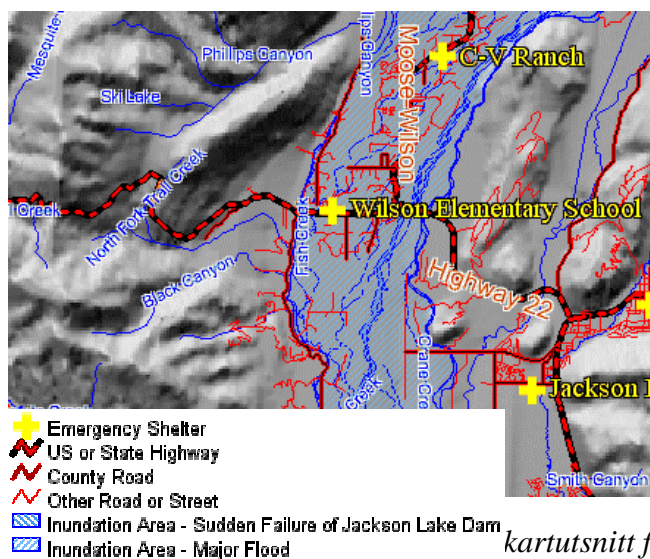 Mesquite
Phillips Canyon
lps Canyon
Moose-Wilson
C-V Ranch
Ski Lake
North Fork Trail Creek
l Creek
Wilson Elementary School
Fish Creek
Black Canyon
Highway 22
Crane Cre
Creek
Jackson
Smith Canyon
Emergency Shelter
US or State Highway
County Road
Other Road or Street
Inundation Area - Sudden Failure of Jackson Lake Dam
Inundation Area - Major Flood
kartutsnitt f